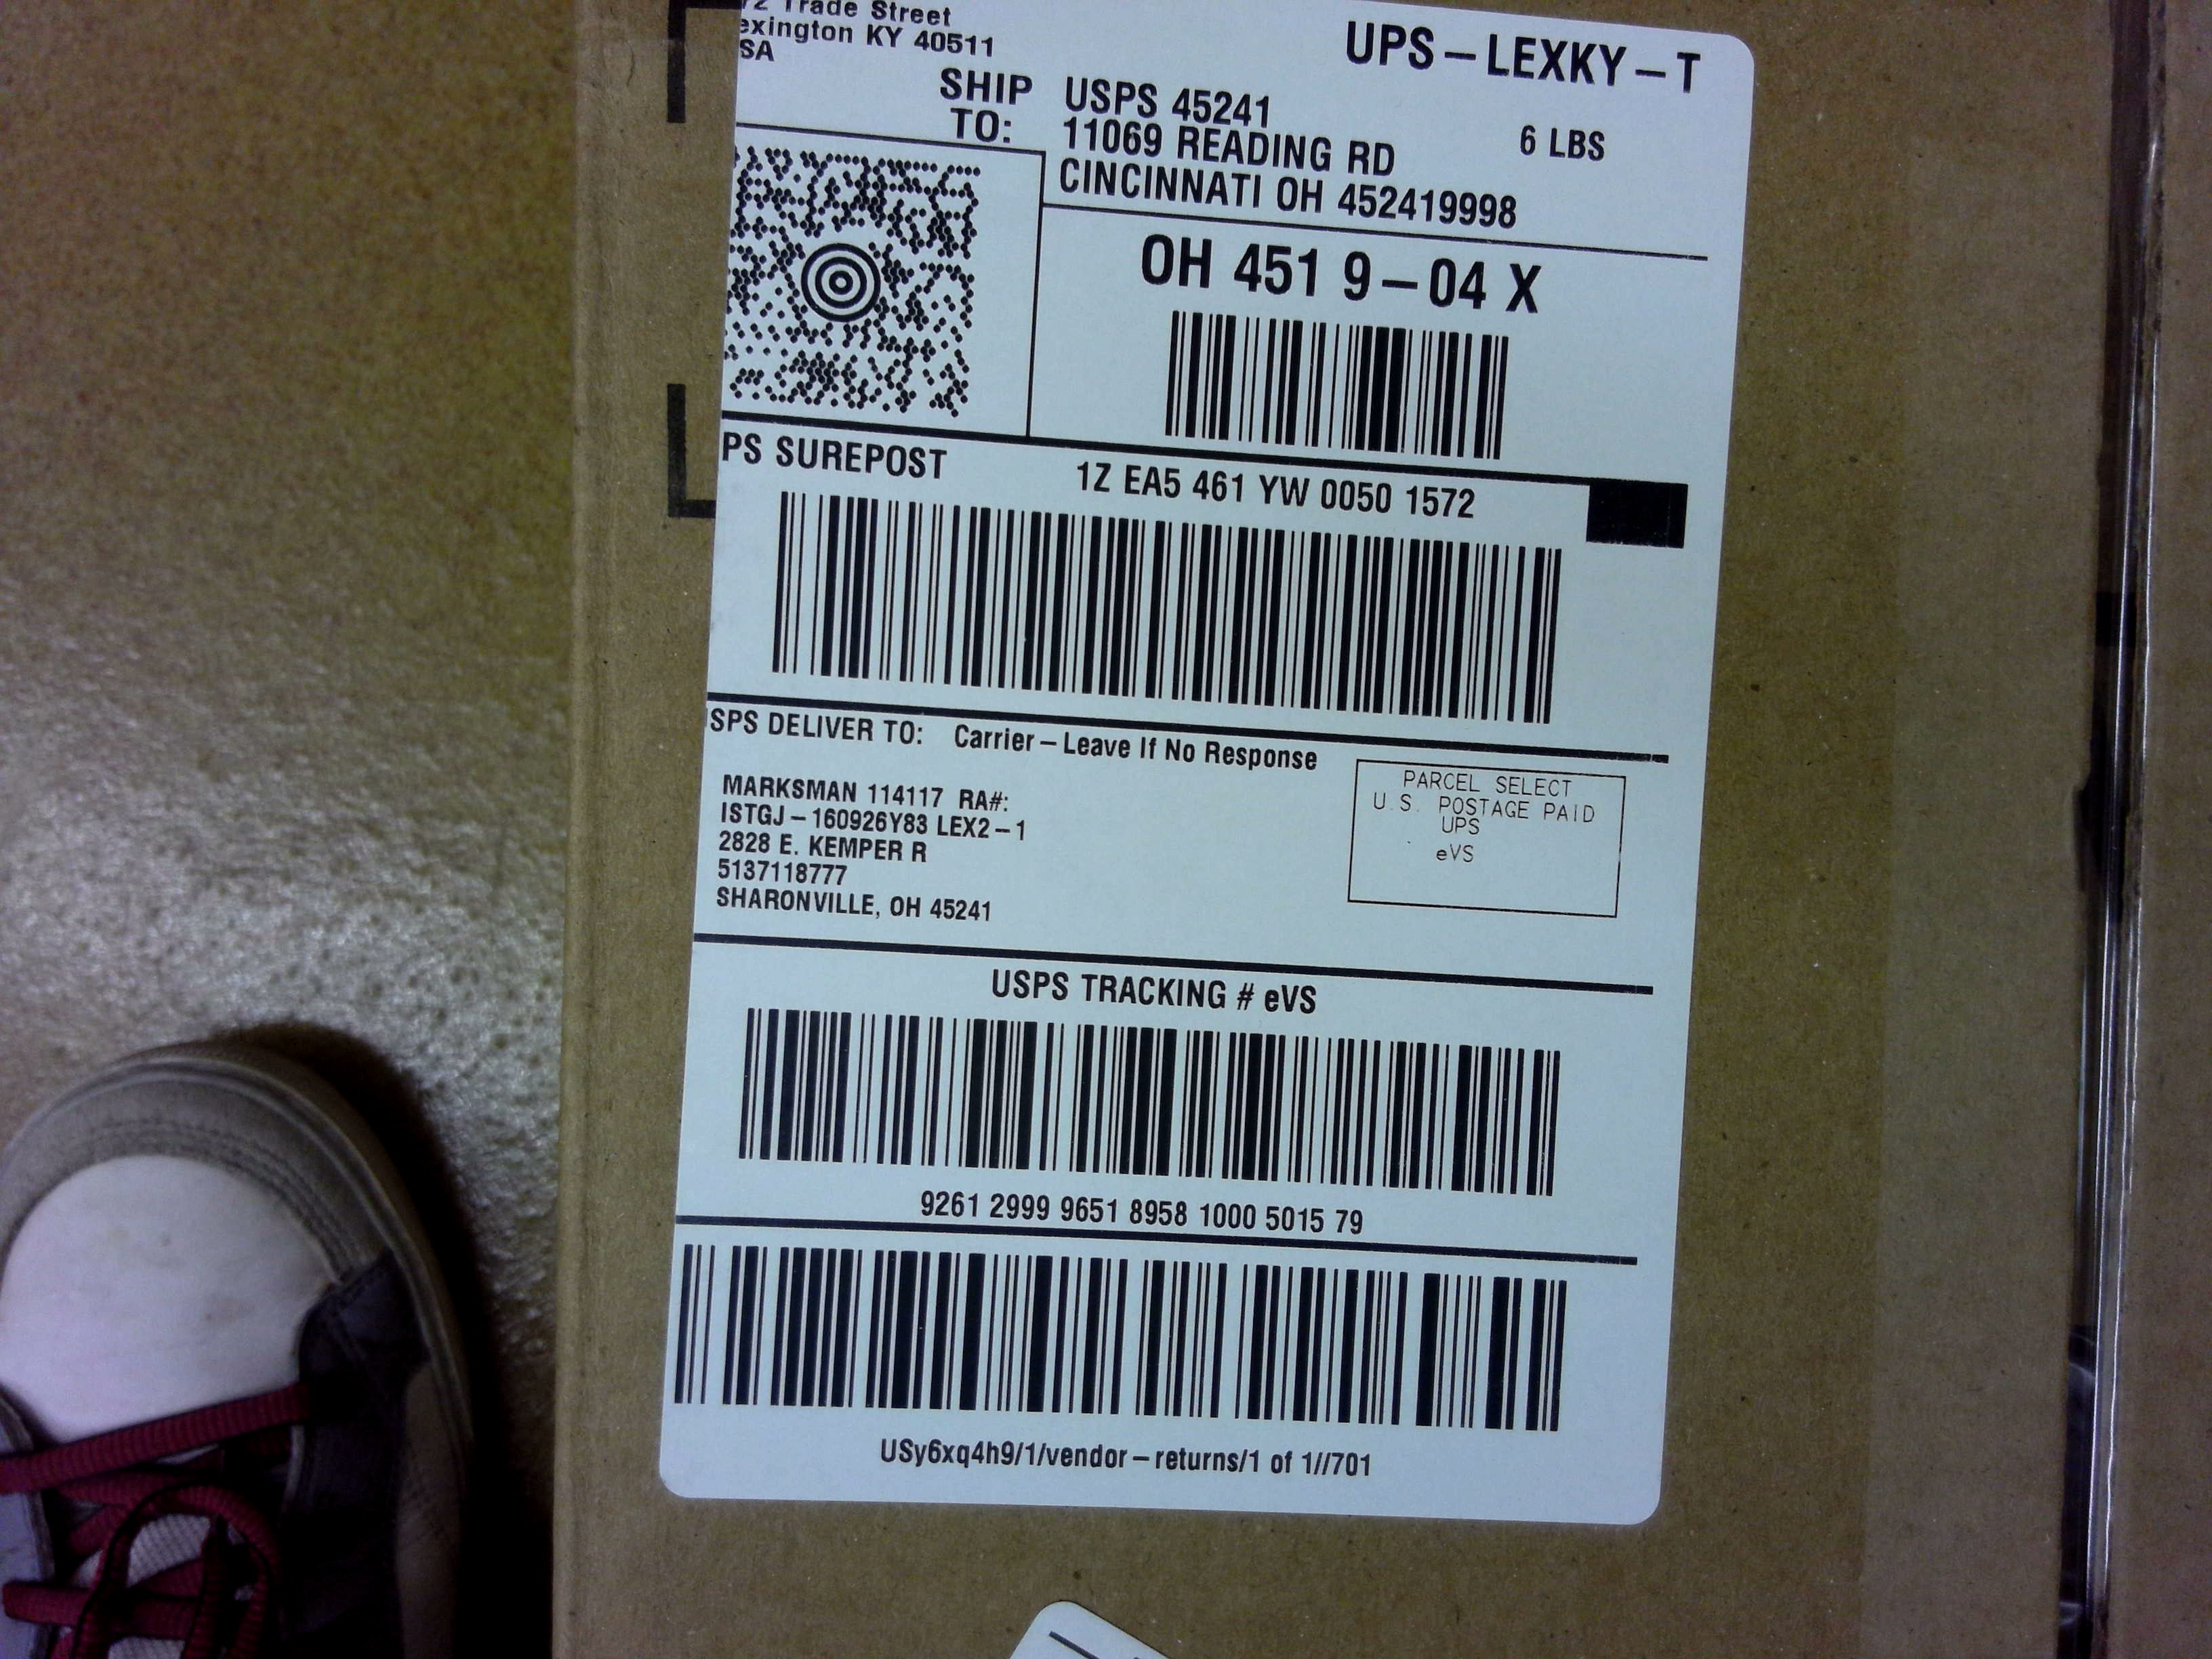 Trade Street
exington KY 40511
SA
UPS – LEXKY – T
SHIP TO:
USPS 45241
11069 READING RD
CINCINNATI OH 452419998
6 LBS
OH 451 9 – 04 X
PS SUREPOST
1Z EA5 461 YW 0050 1572
SPS DELIVER TO: Carrier – Leave If No Response
MARKSMAN 114117 RA#:
ISTGJ – 160926Y83 LEX2 – 1
2828 E. KEMPER R
5137118777
SHARONVILLE, OH 45241
PARCEL SELECT
U.S. POSTAGE PAID
UPS
eVS
USPS TRACKING # eVS
9261 2999 9651 8958 1000 5015 79
USy6xq4h9/1/vendor – returns/1 of 1//701